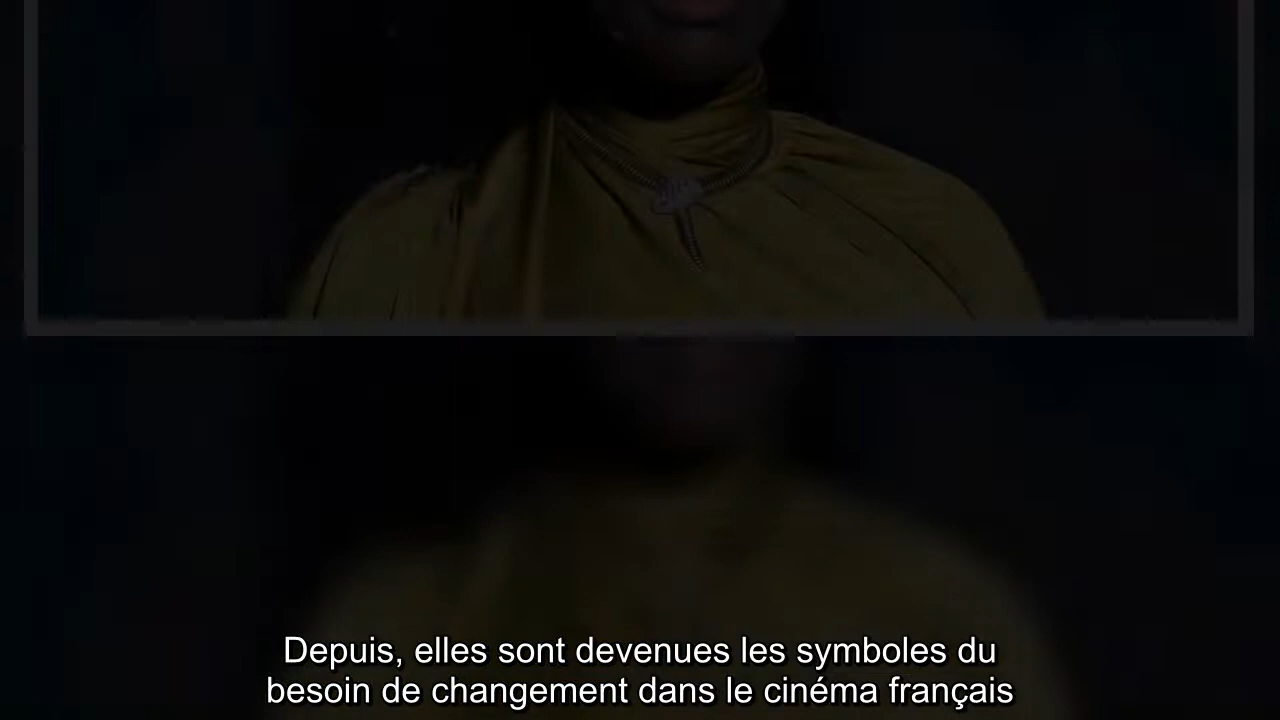 Depuis, elles sont devenues les symboles du
besoin de changement dans le cinéma français